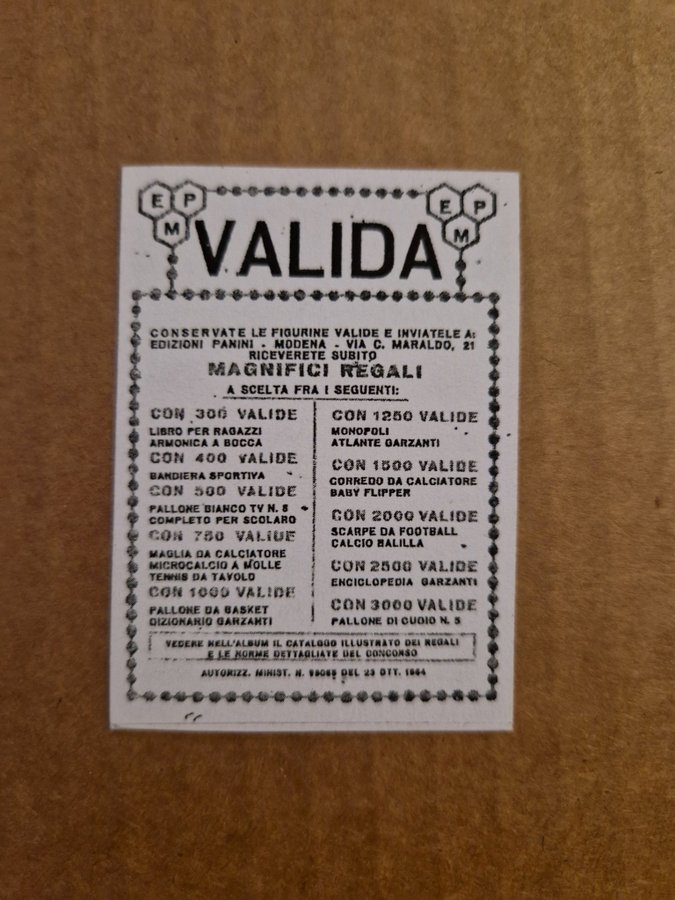 E P
M
E P
M
VALIDA
CONSERVATE LE FIGURINE VALIDE E INVIATELE A:
EDIZIONI PANINI - MODENA - VIA C. MARALDO, 21
RICEVERETE SUBITO
MAGNIFICI REGALI
A SCELTA FRA I SEGUENTI:
CON 300 VALIDE
LIBRO PER RAGAZZI
ARMONICA A BOCCA
CON 400 VALIDE
BANDIERA SPORTIVA
CON 500 VALIDE
PALLONE BIANCO TV N. 5
COMPLETO PER SCOLARO
CON 750 VALIDE
MAGLIA DA CALCIATORE
MICROCALCIO A MOLLE
TENNIS DA TAVOLO
CON 1000 VALIDE
PALLONE DA BASKET
DIZIONARIO GARZANTI
CON 1250 VALIDE
MONOPOLI
ATLANTE GARZANTI
CON 1500 VALIDE
CORREDO DA CALCIATORE
BABY FLIPPER
CON 2000 VALIDE
SCARPE DA FOOTBALL
CALCIO BALILLA
CON 2500 VALIDE
ENCICLOPEDIA GARZANTI
CON 3000 VALIDE
PALLONE DI CUOIO N. 5
VEDERE NELL'ALBUM IL CATALOGO ILLUSTRATO DEI REGALI
E LE NORME DETTAGLIATE DEL CONCORSO
AUTORIZZ. MINIST. N. DEL 23 OTT. 1964